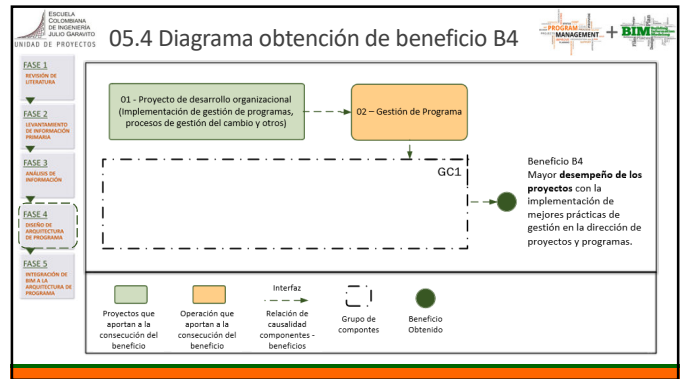 ESCUELA
COLOMBIANA
DE INGENIERÍA
JULIO GARAVITO
UNIDAD DE PROYECTOS
05.4 Diagrama obtención de beneficio B4
PROGRAM
MANAGEMENT
+
BIM
FASE 1
REVISIÓN DE
LITERATURA
FASE 2
LEVANTAMIENTO
DE INFORMACIÓN
PRIMARIA
FASE 3
ANÁLISIS DE
INFORMACIÓN
FASE 4
DISEÑO DE
ARQUITECTURA
DE PROGRAMA
FASE 5
INTEGRACIÓN DE
BIM A LA
ARQUITECTURA DE
PROGRAMA
01 - Proyecto de desarrollo organizacional
(Implementación de gestión de programas,
procesos de gestión del cambio y otros)
02 – Gestión de Programa
GC1
Beneficio B4
Mayor desempeño de los
proyectos con la
implementación de
mejores prácticas de
gestión en la dirección de
proyectos y programas.
Proyectos que
aportan a la
consecución del
beneficio
Operación que
aportan a la
consecución del
beneficio
Interfaz
Relación de
causalidad
componentes -
beneficios
Grupo de
compontes
Beneficio
Obtenido